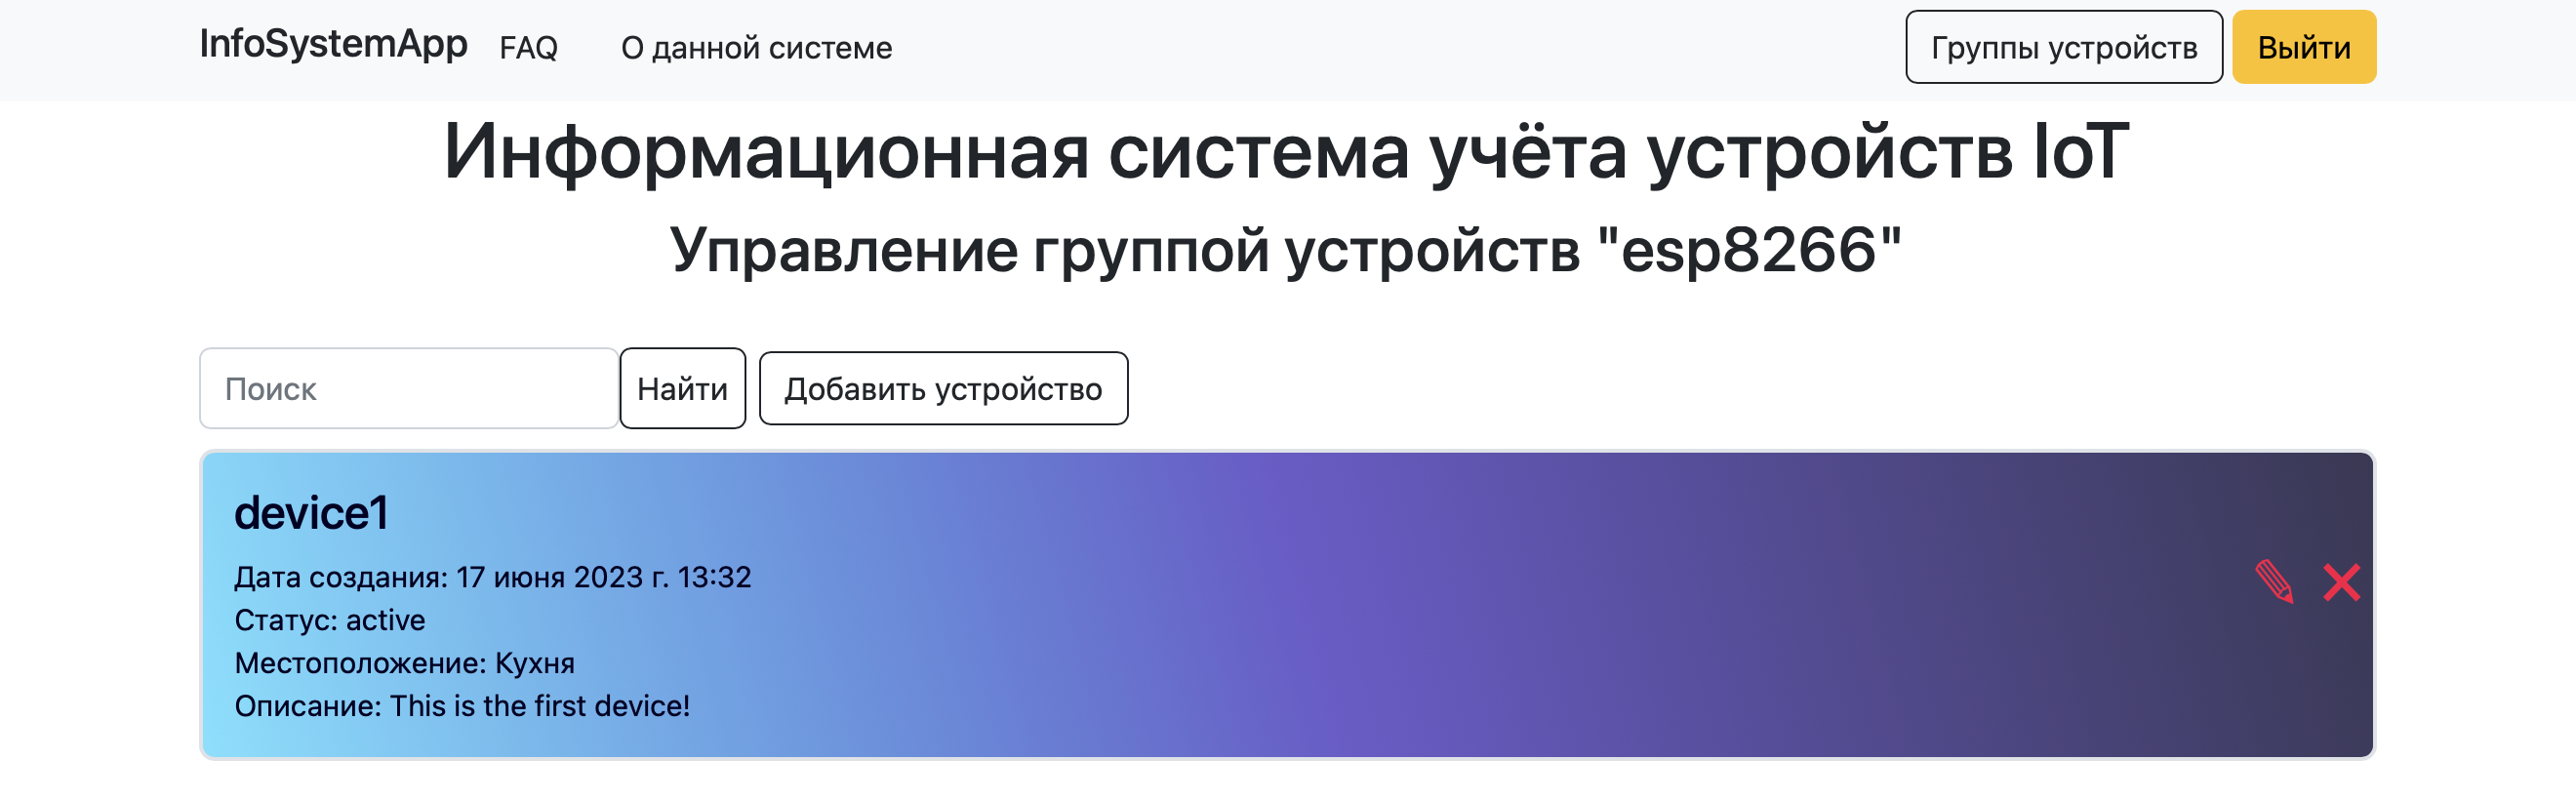 InfoSystemApp FAQ О данной системе Группы устройств Выйти
Информационная система учёта устройств IoT
Управление группой устройств "esp8266"
Поиск Найти Добавить устройство
device1
Дата создания: 17 июня 2023 г. 13:32
Статус: active
Местоположение: Кухня
Описание: This is the first device!